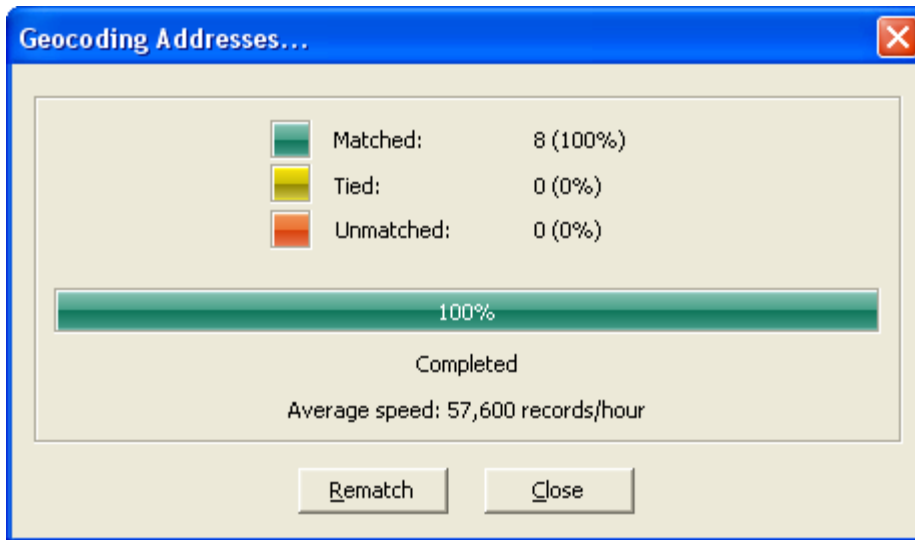 Geocoding Addresses...
Matched: 8 (100%)
Tied: 0 (0%)
Unmatched: 0 (0%)
100%
Completed
Average speed: 57,600 records/hour
Rematch Close